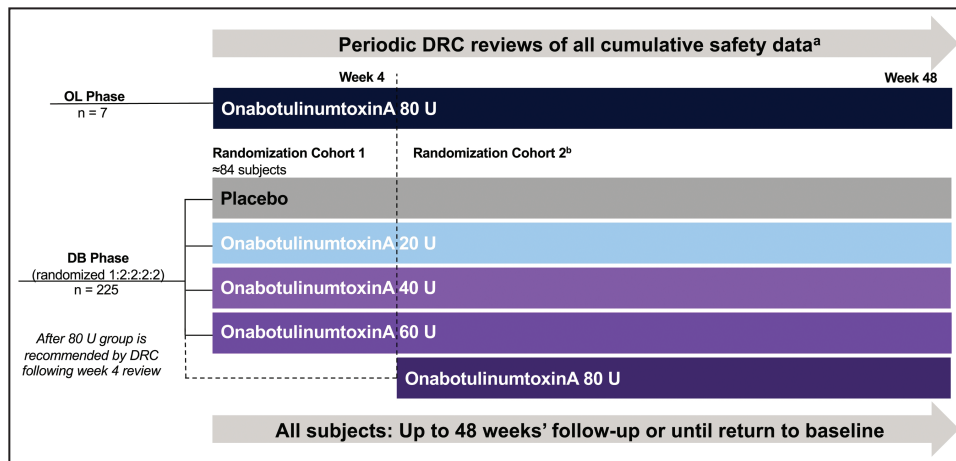 Periodic DRC reviews of all cumulative safety dataᵃ
Week 4
Week 48
OL Phase
n = 7
OnabotulinumtoxinA 80 U
Randomization Cohort 1
≈84 subjects
Randomization Cohort 2ᵇ
Placebo
OnabotulinumtoxinA 20 U
DB Phase
(randomized 1:2:2:2:2)
n = 225
OnabotulinumtoxinA 40 U
OnabotulinumtoxinA 60 U
After 80 U group is
recommended by DRC
following week 4 review
OnabotulinumtoxinA 80 U
All subjects: Up to 48 weeks’ follow-up or until return to baseline